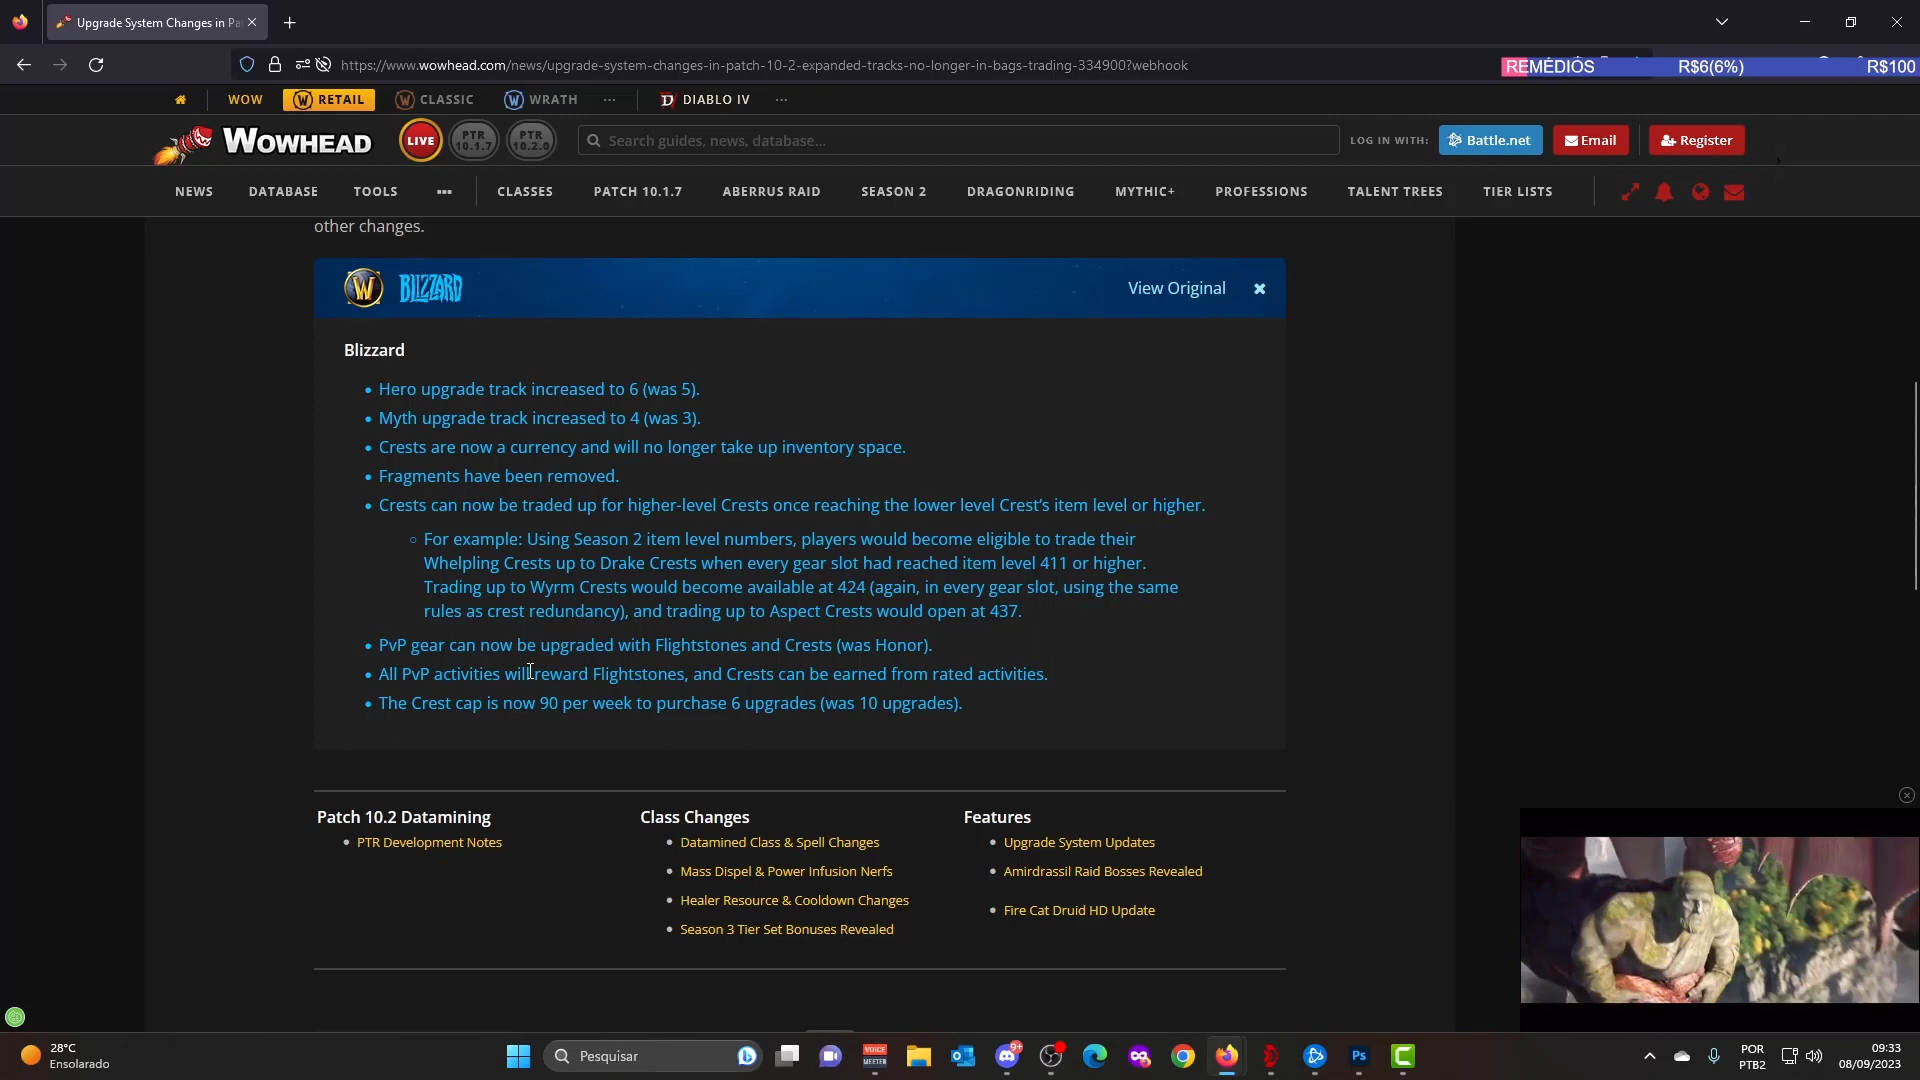 Upgrade System Changes in Pa
https://www.wowhead.com/news/upgrade-system-changes-in-patch-10-2-expanded-tracks-no-longer-in-bags-trading-334900?webhook
REMÉDIOS R$6(6%) R$100
WOW RETAIL CLASSIC WRATH ... DIABLO IV ...
WOWHEAD LIVE PTR 10.1.7 PTR 10.2.0 Search guides, news, database... LOG IN WITH: Battle.net Email Register
NEWS DATABASE TOOLS ... CLASSES PATCH 10.1.7 ABERRUS RAID SEASON 2 DRAGONRIDING MYTHIC+ PROFESSIONS TALENT TREES TIER LISTS
other changes.
W BLIZZARD View Original
Blizzard
Hero upgrade track increased to 6 (was 5).
Myth upgrade track increased to 4 (was 3).
Crests are now a currency and will no longer take up inventory space.
Fragments have been removed.
Crests can now be traded up for higher-level Crests once reaching the lower level Crest's item level or higher.
For example: Using Season 2 item level numbers, players would become eligible to trade their
Whelpling Crests up to Drake Crests when every gear slot had reached item level 411 or higher.
Trading up to Wyrm Crests would become available at 424 (again, in every gear slot, using the same
rules as crest redundancy), and trading up to Aspect Crests would open at 437.
PvP gear can now be upgraded with Flightstones and Crests (was Honor).
All PvP activities will reward Flightstones, and Crests can be earned from rated activities.
The Crest cap is now 90 per week to purchase 6 upgrades (was 10 upgrades).
Patch 10.2 Datamining
PTR Development Notes
Class Changes
Datamined Class & Spell Changes
Mass Dispel & Power Infusion Nerfs
Healer Resource & Cooldown Changes
Season 3 Tier Set Bonuses Revealed
Features
Upgrade System Updates
Amirdrassil Raid Bosses Revealed
Fire Cat Druid HD Update
28°C
Ensolarado
Pesquisar
VOICE MEETER
9+
Ps
POR
PTB2
09:33
08/09/2023